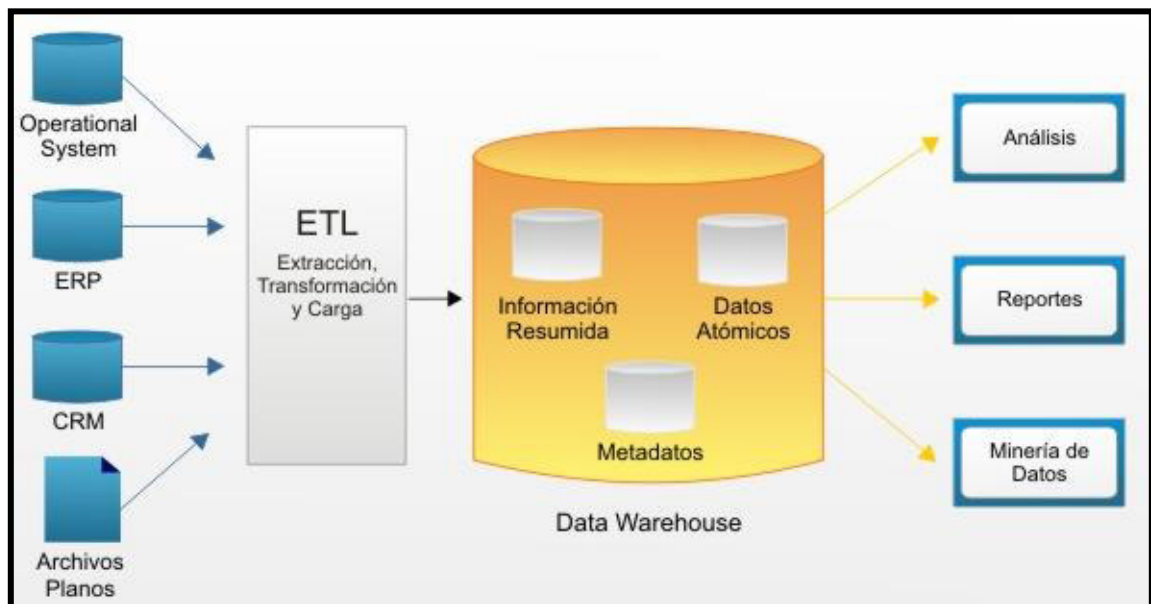 Operational
System
ERP
CRM
Archivos
Planos
ETL
Extracción,
Transformación
y Carga
Información
Resumida
Datos
Atómicos
Metadatos
Data Warehouse
Análisis
Reportes
Minería de
Datos